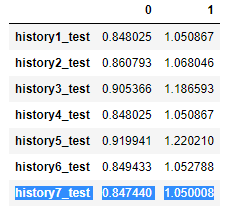 0 1
history1_test 0.848025 1.050867
history2_test 0.860793 1.068046
history3_test 0.905366 1.186593
history4_test 0.848025 1.050867
history5_test 0.919941 1.220210
history6_test 0.849433 1.052788
history7_test 0.847440 1.050008